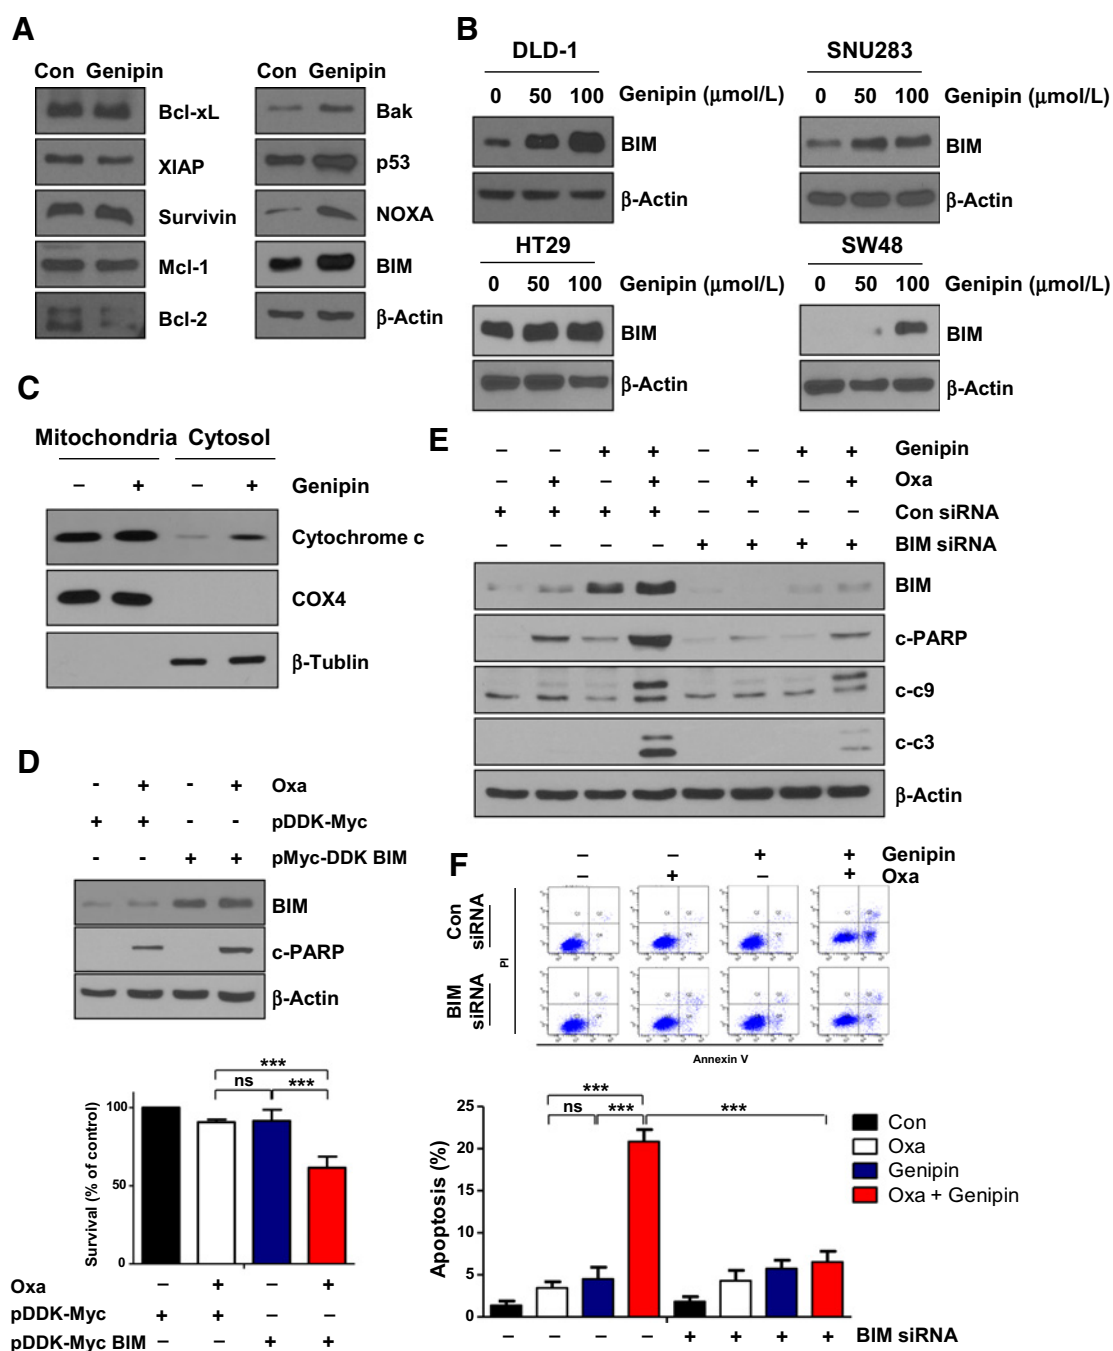 A
Con Genipin
Bcl-xL
XIAP
Survivin
Mcl-1
Bcl-2
Con Genipin
Bak
p53
NOXA
BIM
β-Actin
B
DLD-1
0 50 100 Genipin (μmol/L)
BIM
β-Actin
SNU283
0 50 100 Genipin (μmol/L)
BIM
β-Actin
HT29
0 50 100 Genipin (μmol/L)
BIM
β-Actin
SW48
0 50 100 Genipin (μmol/L)
BIM
β-Actin
C
Mitochondria Cytosol
– + – + Genipin
Cytochrome c
COX4
β-Tublin
D
- + - + Oxa
+ + - - pDDK-Myc
- - + + pMyc-DDK BIM
BIM
c-PARP
β-Actin
Survival (% of control)
100
50
0
***
ns ***
Oxa – + – +
pDDK-Myc + + – –
pDDK-Myc BIM – – + +
E
– – + + – – + + Genipin
– + – + – + – + Oxa
+ + + + – – – – Con siRNA
– – – – + + + + BIM siRNA
BIM
c-PARP
c-c9
c-c3
β-Actin
F
– – + + Genipin
– + – + Oxa
Con siRNA
BIM siRNA
PI
Annexin V
Apoptosis (%)
25
20
15
10
5
0
***
ns *** ***
Con
Oxa
Genipin
Oxa + Genipin
– – – – + + + + BIM siRNA